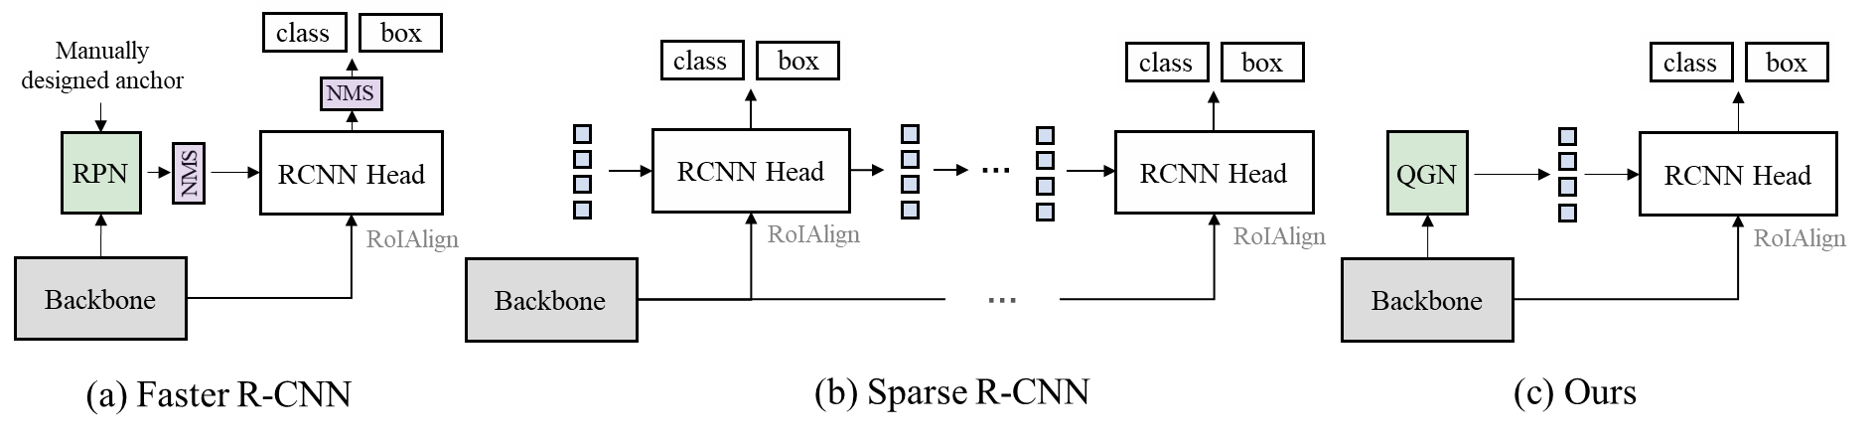 Manually
designed anchor
RPN
NMS
class
box
NMS
RCNN Head
RoIAlign
Backbone
(a) Faster R-CNN
class
box
RCNN Head
RoIAlign
...
class
box
RCNN Head
RoIAlign
Backbone
...
(b) Sparse R-CNN
class
box
QGN
RCNN Head
RoIAlign
Backbone
(c) Ours